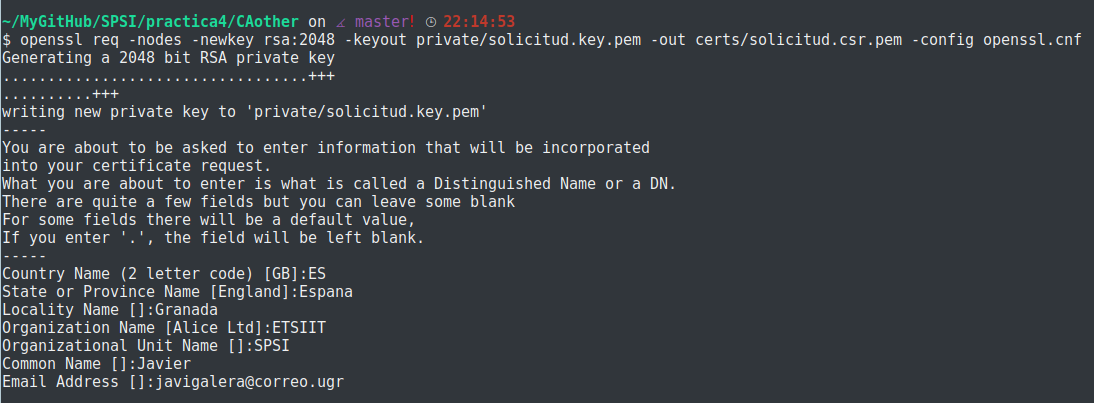 ~/MyGitHub/SPSI/practica4/CAother on master! 22:14:53
$ openssl req -nodes -newkey rsa:2048 -keyout private/solicitud.key.pem -out certs/solicitud.csr.pem -config openssl.cnf
Generating a 2048 bit RSA private key
..................................+++
..........+++
writing new private key to 'private/solicitud.key.pem'
-----
You are about to be asked to enter information that will be incorporated
into your certificate request.
What you are about to enter is what is called a Distinguished Name or a DN.
There are quite a few fields but you can leave some blank
For some fields there will be a default value,
If you enter '.', the field will be left blank.
-----
Country Name (2 letter code) [GB]:ES
State or Province Name [England]:Espana
Locality Name []:Granada
Organization Name [Alice Ltd]:ETSIIT
Organizational Unit Name []:SPSI
Common Name []:Javier
Email Address []:javigalera@correo.ugr